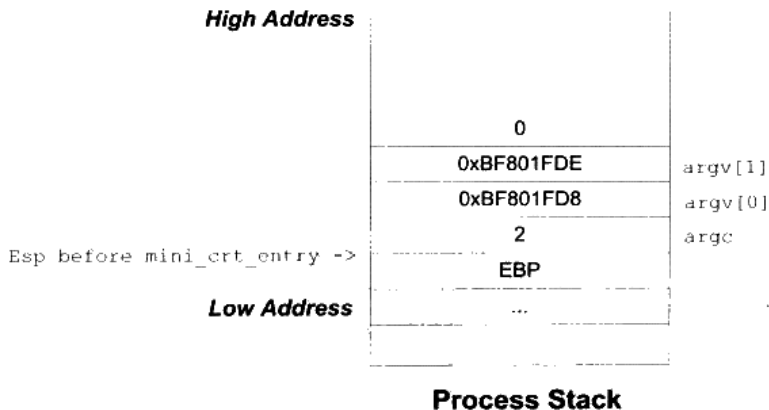 High Address
0
0xBF801FDE argv[1]
0xBF801FD8 argv[0]
2 argc
Esp before mini_crt_entry ->
EBP
Low Address ...
Process Stack